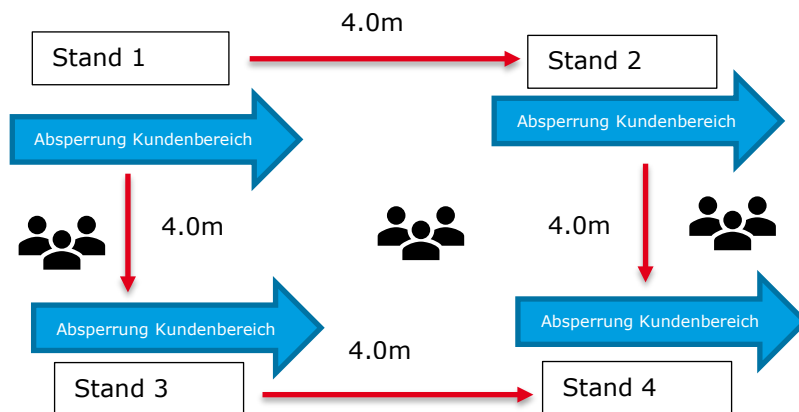 4.0m
Stand 1
Stand 2
Absperrung Kundenbereich
Absperrung Kundenbereich
4.0m
4.0m
Absperrung Kundenbereich
Absperrung Kundenbereich
4.0m
Stand 3
Stand 4